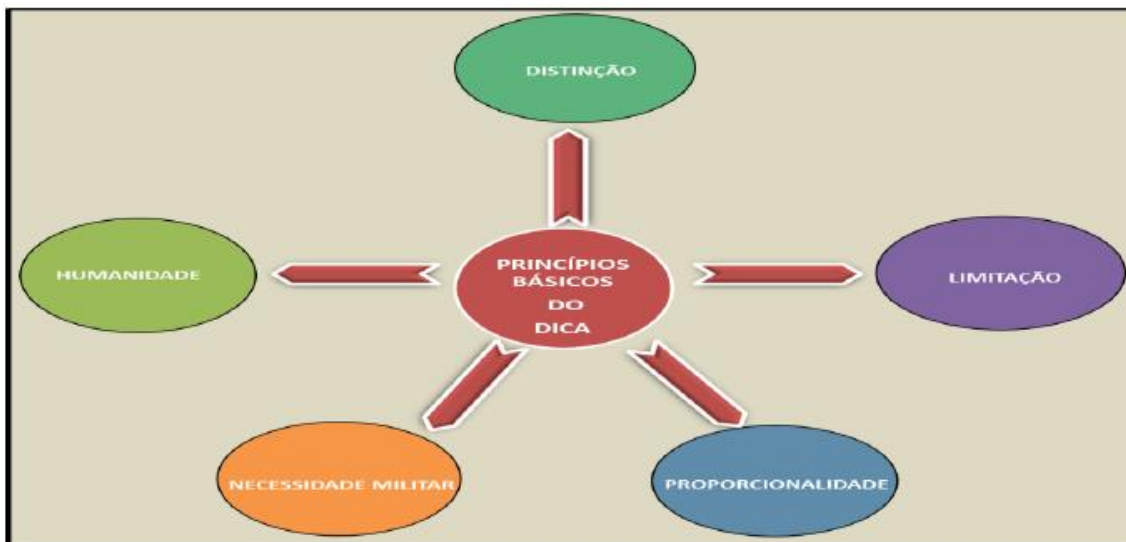 DISTINÇÃO
HUMANIDADE
PRINCÍPIOS
BÁSICOS
DO
DICA
LIMITAÇÃO
NECESSIDADE MILITAR
PROPORCIONALIDADE